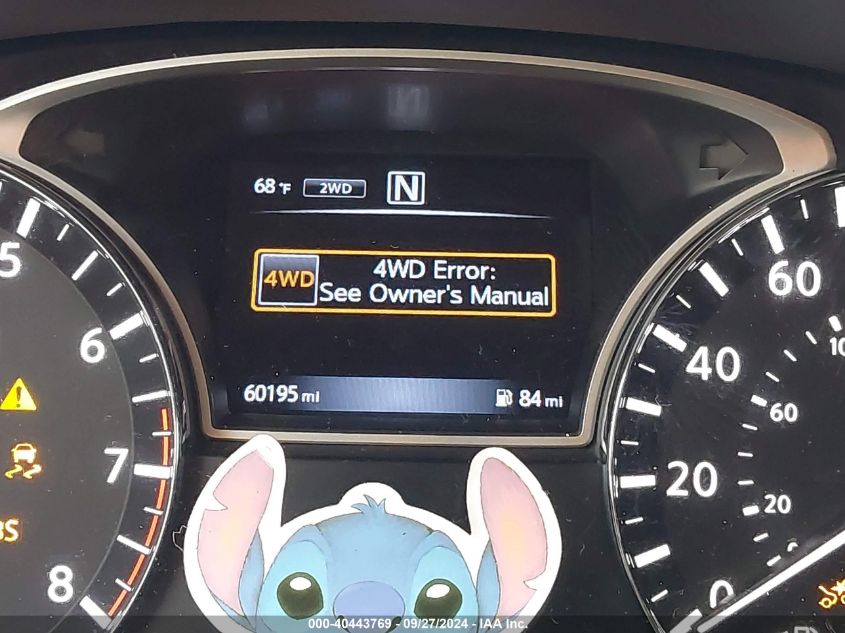 68°F 2WD N
4WD 4WD Error:
See Owner's Manual
60195 mi 84 mi
5
6
7
8
60
40
20
0
60
20
000-40443769 - 09/27/2024 - IAA Inc.